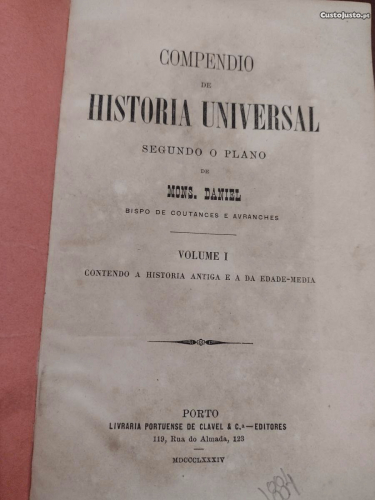 CustoJusto.pt
COMPENDIO
DE
HISTORIA UNIVERSAL
SEGUNDO O PLANO
DE
MONS. DANIEL
BISPO DE COUTANCES E AVRANCHES
VOLUME I
CONTENDO A HISTORIA ANTIGA E A DA EDADE-MEDIA
PORTO
LIVRARIA PORTUENSE DE CLAVEL & C.ª—EDITORES
119, Rua do Almada, 123
MDCCCLXXXIV
1884